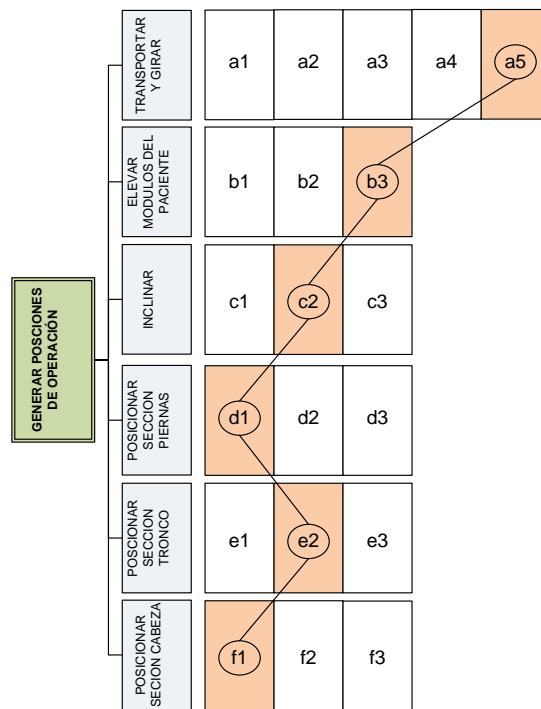 GENERAR POSCIONES
DE OPERACIÓN
TRANSPORTAR
Y GIRAR
a1
a2
a3
a4
a5
ELEVAR
MODULOS DEL
PACIENTE
b1
b2
b3
INCLINAR
c1
c2
c3
POSICIONAR
SECCION
PIERNAS
d1
d2
d3
POSCIONAR
SECCION
TRONCO
e1
e2
e3
POSICIONAR
SECION CABEZA
f1
f2
f3